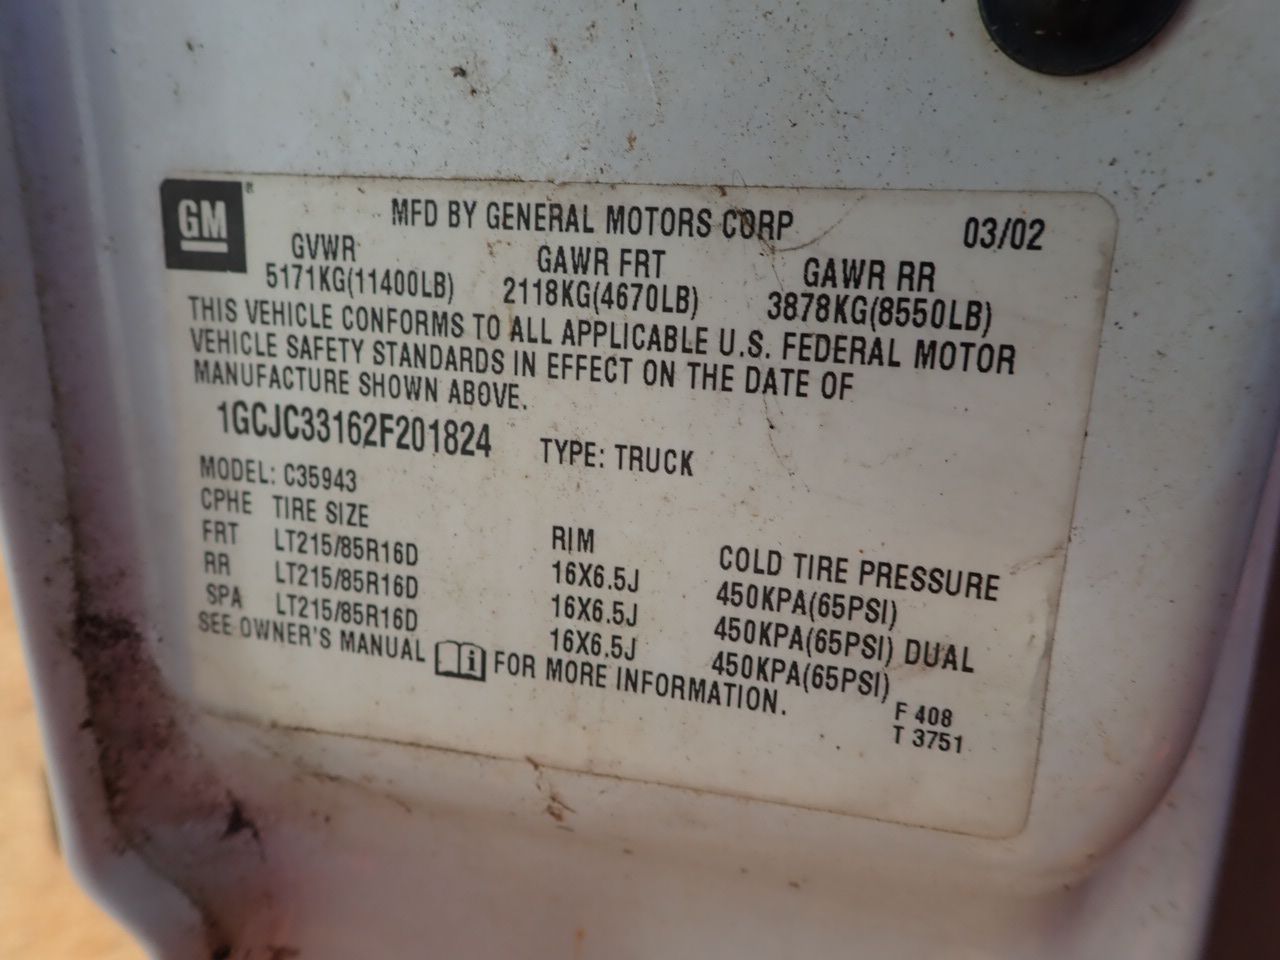 GM
MFD BY GENERAL MOTORS CORP 03/02
GVWR GAWR FRT GAWR RR
5171KG(11400LB) 2118KG(4670LB) 3878KG(8550LB)
THIS VEHICLE CONFORMS TO ALL APPLICABLE U.S. FEDERAL MOTOR
VEHICLE SAFETY STANDARDS IN EFFECT ON THE DATE OF
MANUFACTURE SHOWN ABOVE.
1GCJC33162F201824 TYPE: TRUCK
MODEL: C35943
CPHE TIRE SIZE RIM COLD TIRE PRESSURE
FRT LT215/85R16D 16X6.5J 450KPA(65PSI)
RR LT215/85R16D 16X6.5J 450KPA(65PSI) DUAL
SPA LT215/85R16D 16X6.5J 450KPA(65PSI)
SEE OWNER'S MANUAL i FOR MORE INFORMATION.
F 408
T 3751